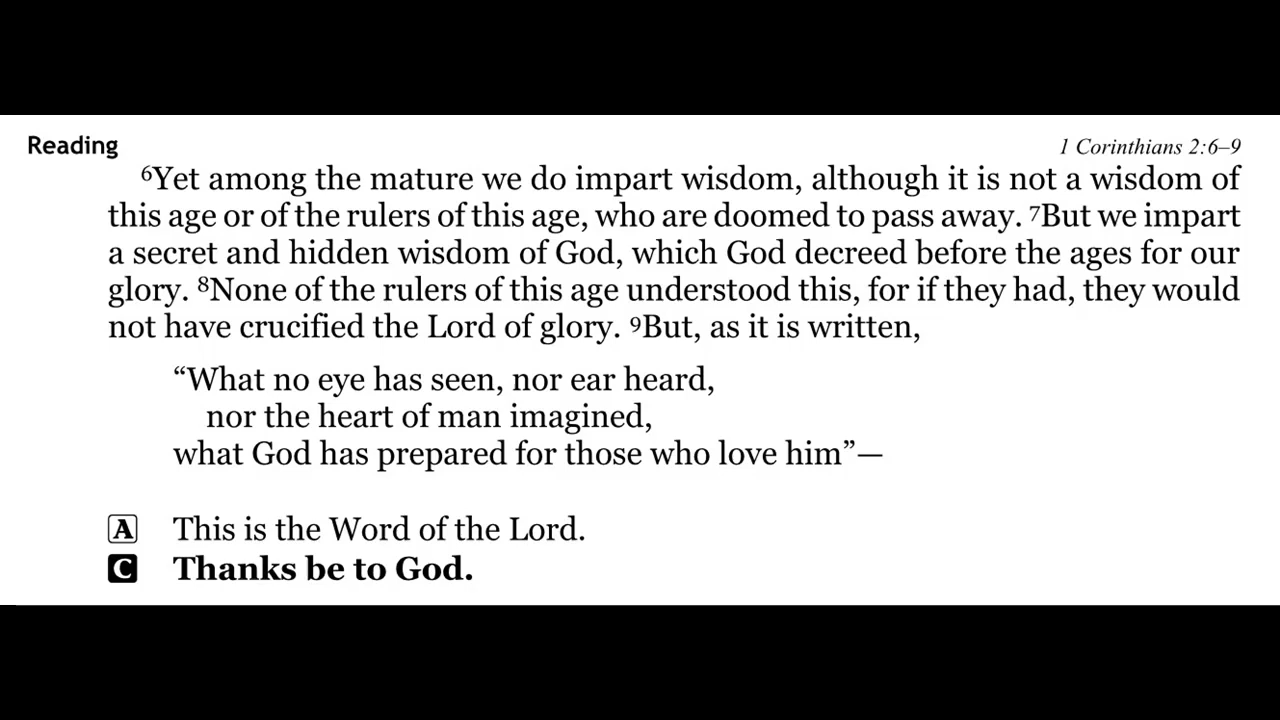 Reading 1 Corinthians 2:6–9
⁶Yet among the mature we do impart wisdom, although it is not a wisdom of
this age or of the rulers of this age, who are doomed to pass away. ⁷But we impart
a secret and hidden wisdom of God, which God decreed before the ages for our
glory. ⁸None of the rulers of this age understood this, for if they had, they would
not have crucified the Lord of glory. ⁹But, as it is written,
“What no eye has seen, nor ear heard,
nor the heart of man imagined,
what God has prepared for those who love him”—
A This is the Word of the Lord.
C Thanks be to God.